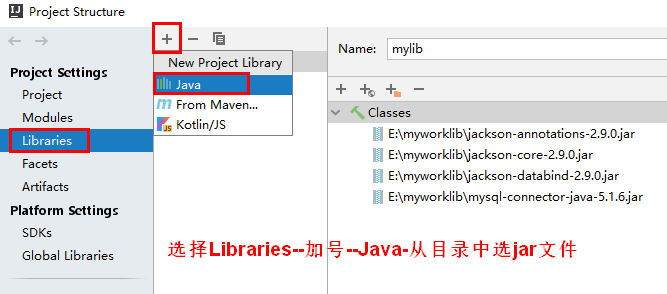 Project Structure
Project Settings
Project
Modules
Libraries
Facets
Artifacts
Platform Settings
SDKs
Global Libraries
New Project Library
Java
From Maven...
Kotlin/JS
Name: mylib
Classes
E:\myworklib\jackson-annotations-2.9.0.jar
E:\myworklib\jackson-core-2.9.0.jar
E:\myworklib\jackson-databind-2.9.0.jar
E:\myworklib\mysql-connector-java-5.1.6.jar
选择Libraries--加号--Java-从目录中选jar文件